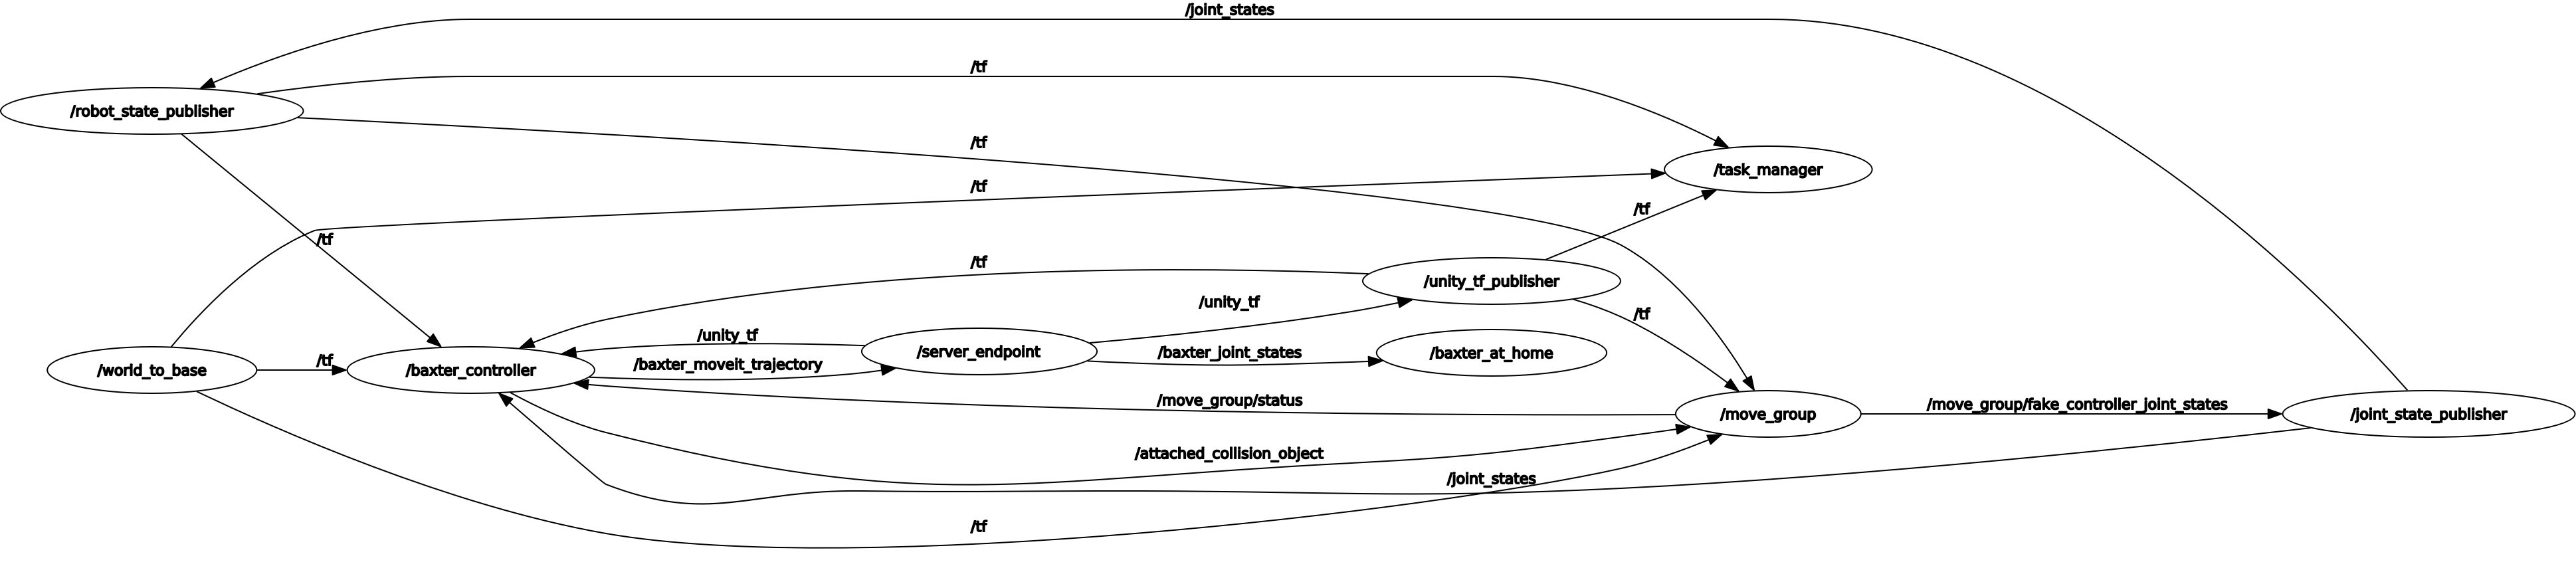 /joint_states
/tf
/robot_state_publisher
/tf
/task_manager
/tf
/tf
/tf
/tf
/unity_tf_publisher
/unity_tf
/tf
/unity_tf
/server_endpoint
/baxter_joint_states
/baxter_at_home
/tf
/baxter_moveit_trajectory
/world_to_base
/baxter_controller
/move_group/status
/move_group/fake_controller_joint_states
/move_group
/joint_state_publisher
/attached_collision_object
/joint_states
/tf